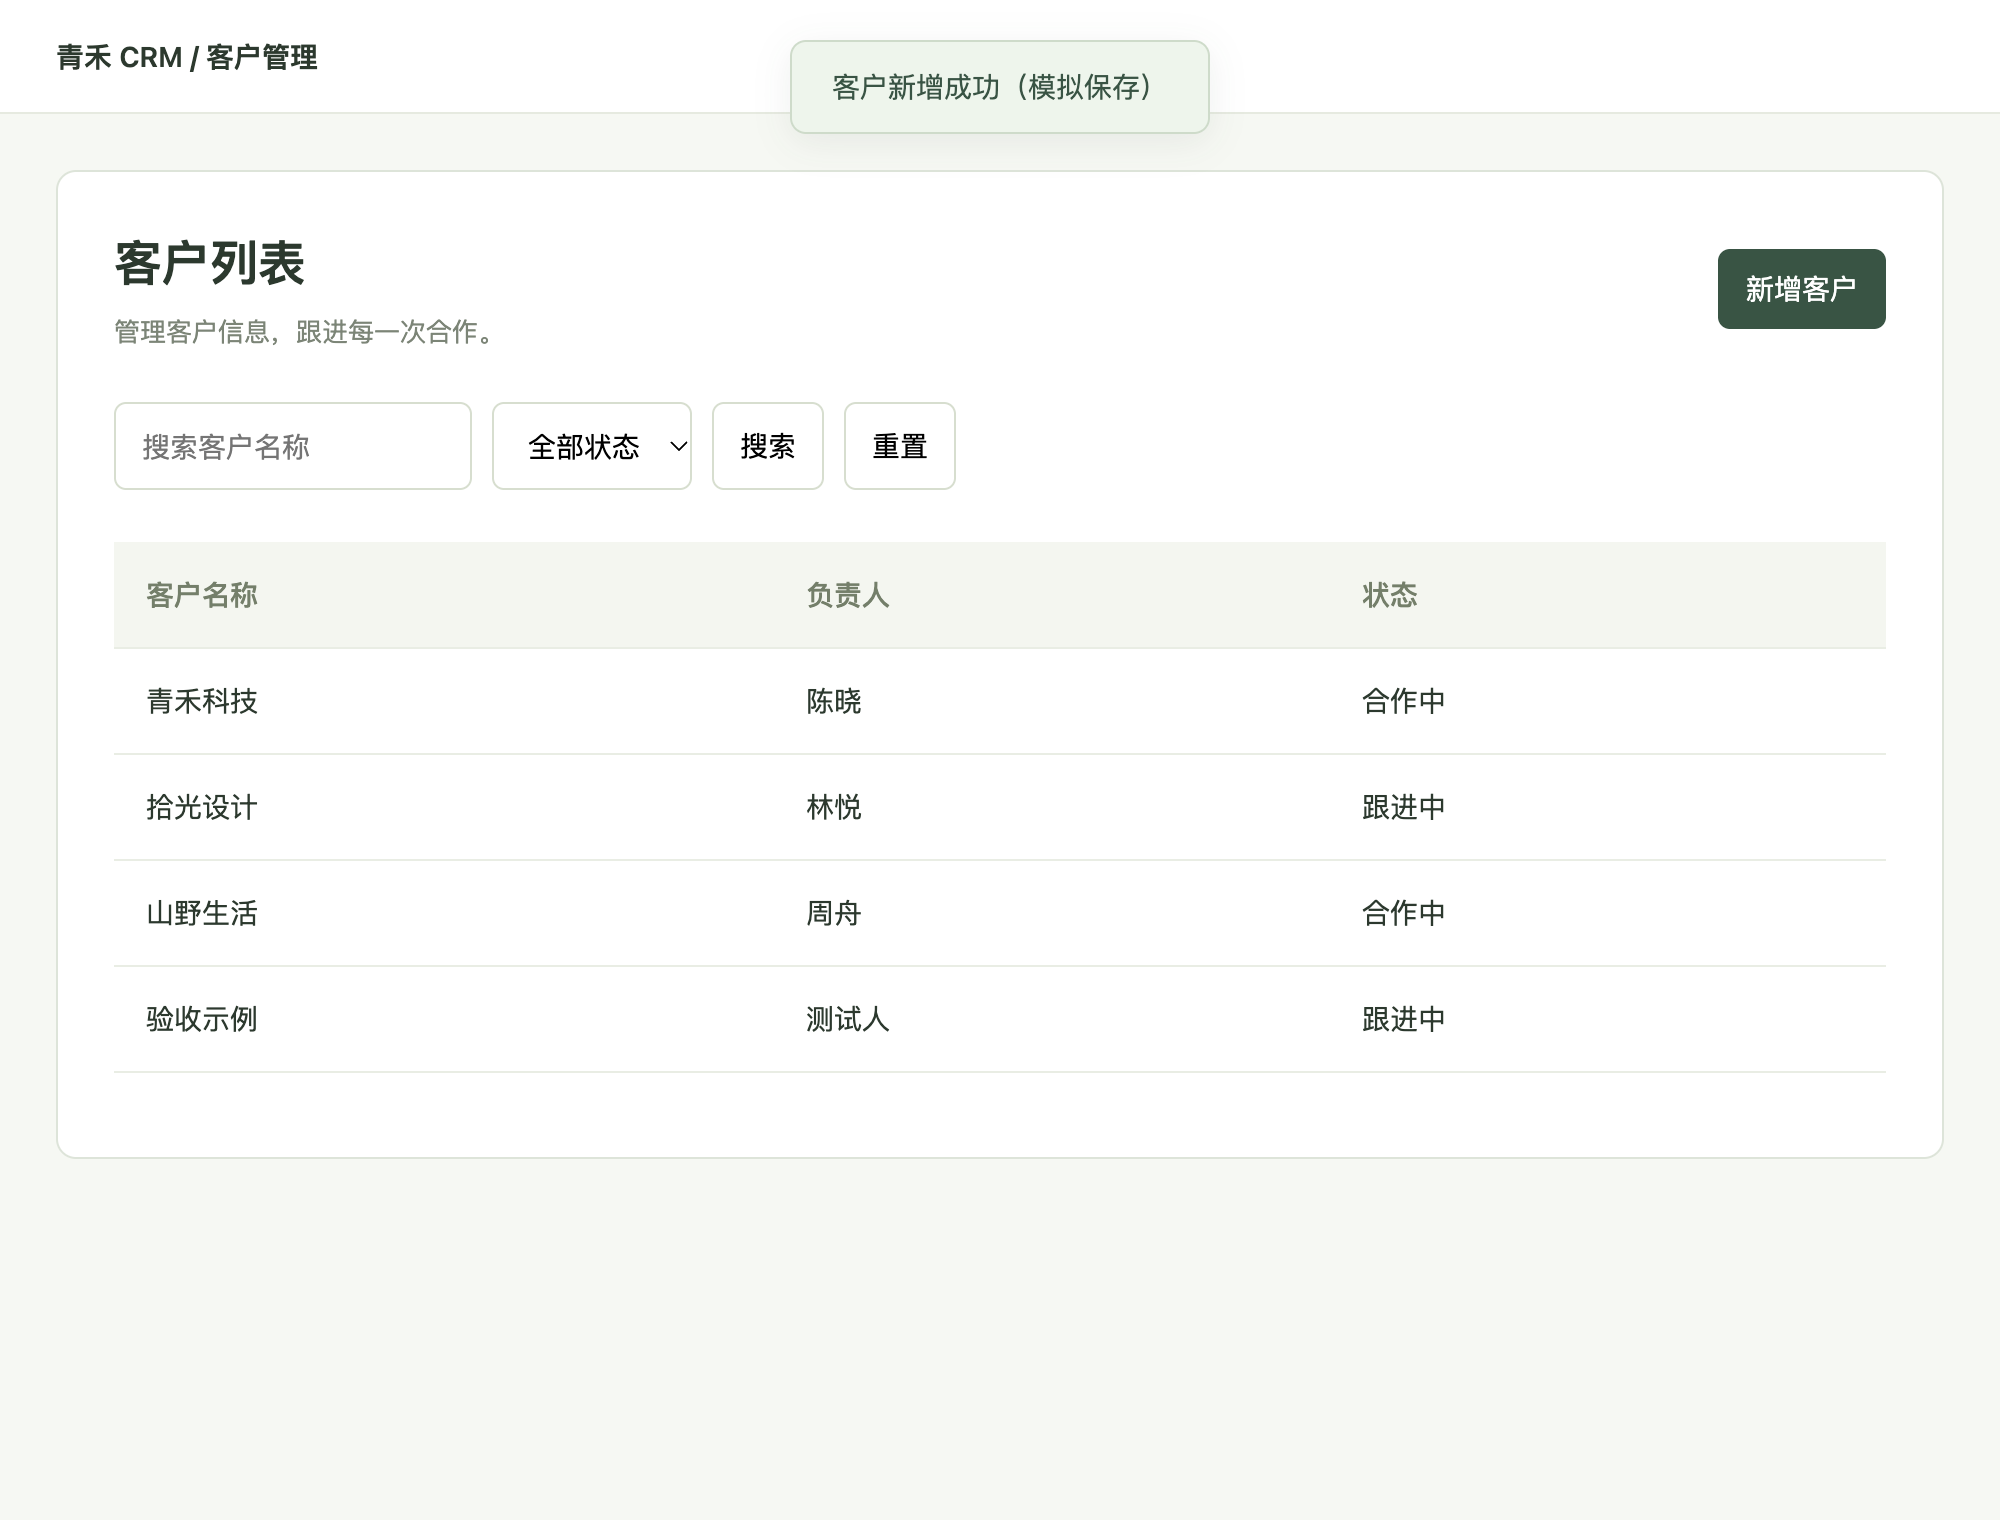 青禾 CRM / 客户管理
客户新增成功（模拟保存）
客户列表
新增客户
管理客户信息，跟进每一次合作。
搜索客户名称 全部状态 搜索 重置
客户名称 负责人 状态
青禾科技 陈晓 合作中
拾光设计 林悦 跟进中
山野生活 周舟 合作中
验收示例 测试人 跟进中